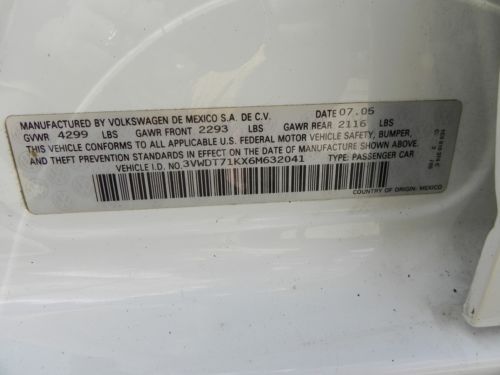 MANUFACTURED BY VOLKSWAGEN DE MEXICO S.A. DE C.V. DATE 07.05
GVWR 4299 LBS GAWR FRONT 2293 LBS GAWR REAR 2116 LBS
THIS VEHICLE CONFORMS TO ALL APPLICABLE U.S. FEDERAL MOTOR VEHICLE SAFETY, BUMPER,
AND THEFT PREVENTION STANDARDS IN EFFECT ON THE DATE OF MANUFACTURE SHOWN ABOVE.
VEHICLE I.D. NO.3VWDT71KX6M632041 TYPE: PASSENGER CAR
COUNTRY OF ORIGIN: MEXICO